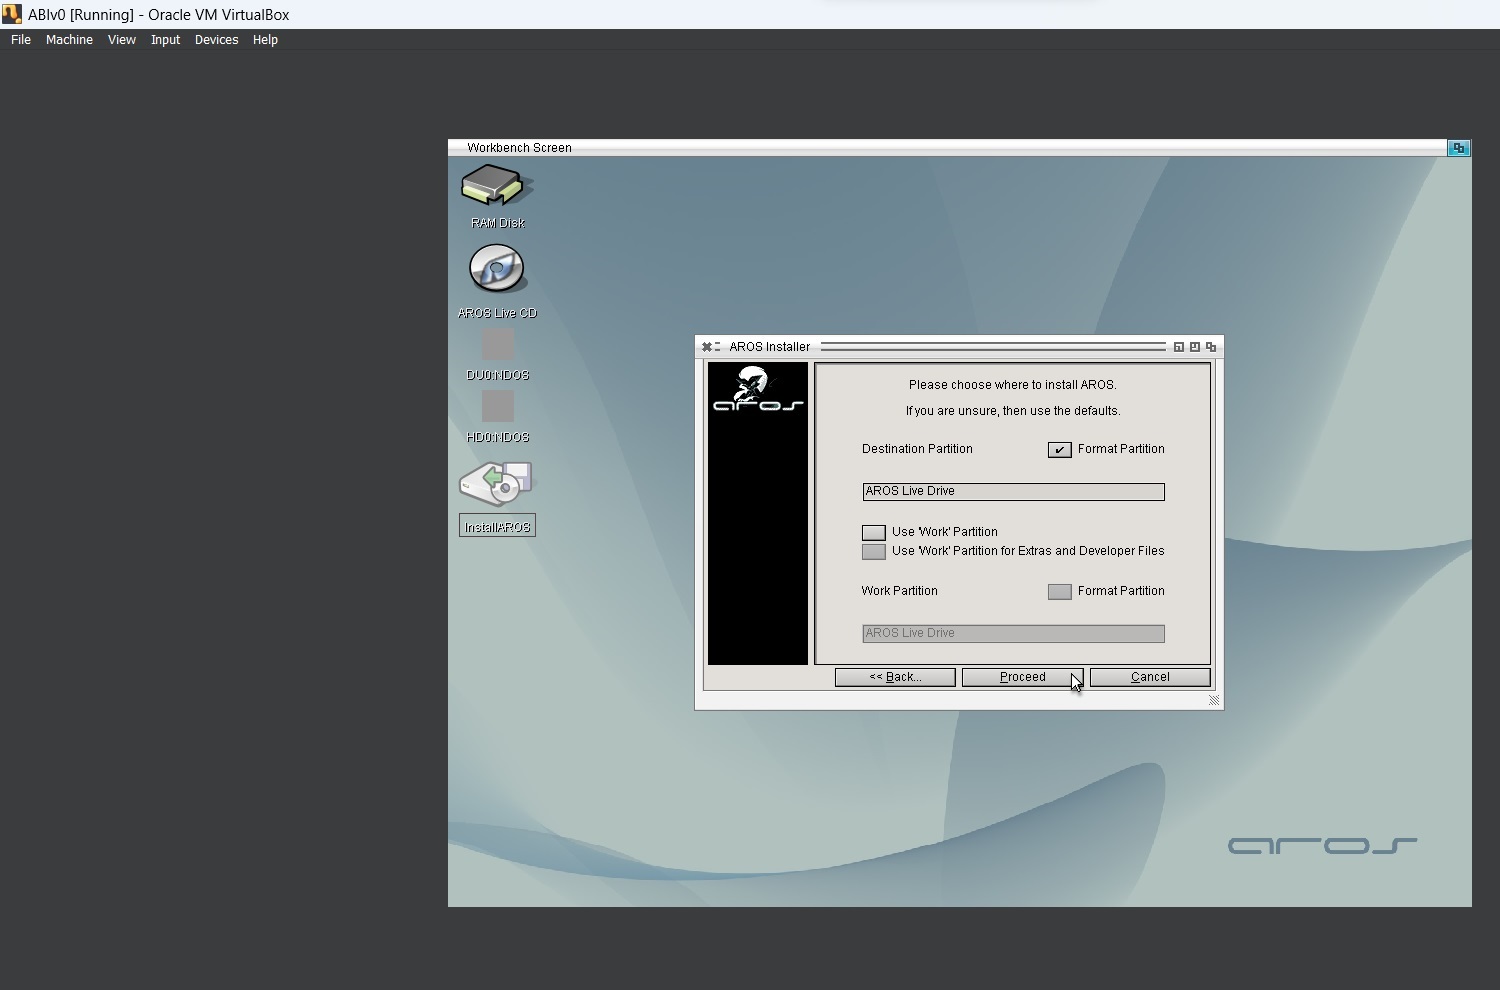 ABIv0 [Running] - Oracle VM VirtualBox
File Machine View Input Devices Help
Workbench Screen
RAM Disk
AROS Live CD
DU0:NDOS
HD0:NDOS
InstallAROS
AROS Installer
aros
Please choose where to install AROS.
If you are unsure, then use the defaults.
Destination Partition
Format Partition
AROS Live Drive
Use 'Work' Partition
Use 'Work' Partition for Extras and Developer Files
Work Partition
Format Partition
AROS Live Drive
<< Back...
Proceed
Cancel
aros